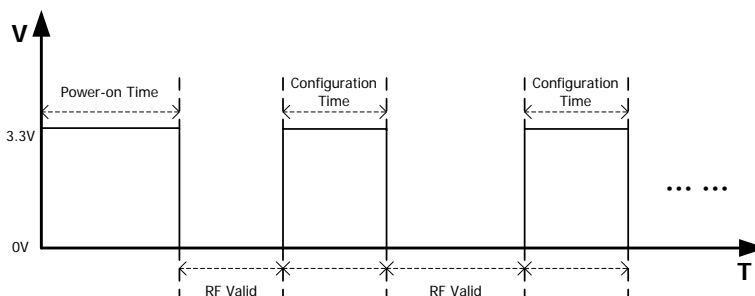 V
Power-on Time
Configuration
Time
Configuration
Time
3.3V
... ...
0V
T
RF Valid
RF Valid